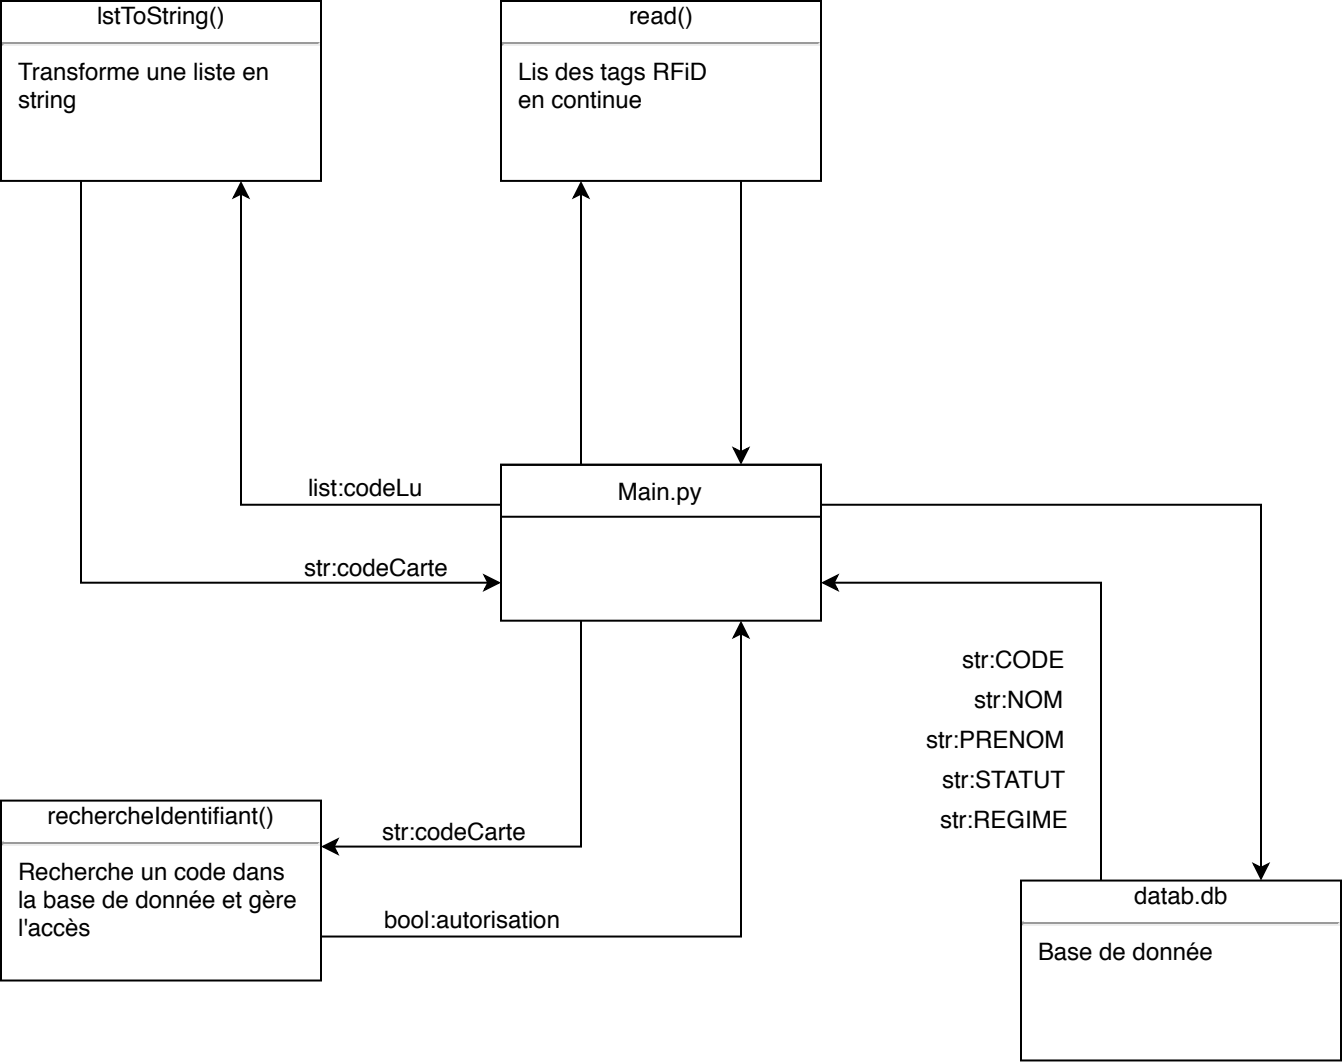 lstToString()
Transforme une liste en
string
read()
Lis des tags RFiD
en continue
list:codeLu
str:codeCarte
Main.py
str:CODE
str:NOM
str:PRENOM
str:STATUT
str:REGIME
rechercheIdentifiant()
Recherche un code dans
la base de donnée et gère
l'accès
str:codeCarte
bool:autorisation
datab.db
Base de donnée